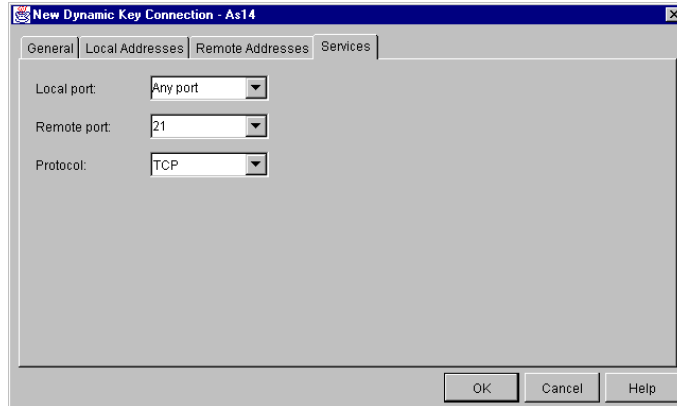 New Dynamic Key Connection - As14
General Local Addresses Remote Addresses Services
Local port: Any port
Remote port: 21
Protocol: TCP
OK Cancel Help